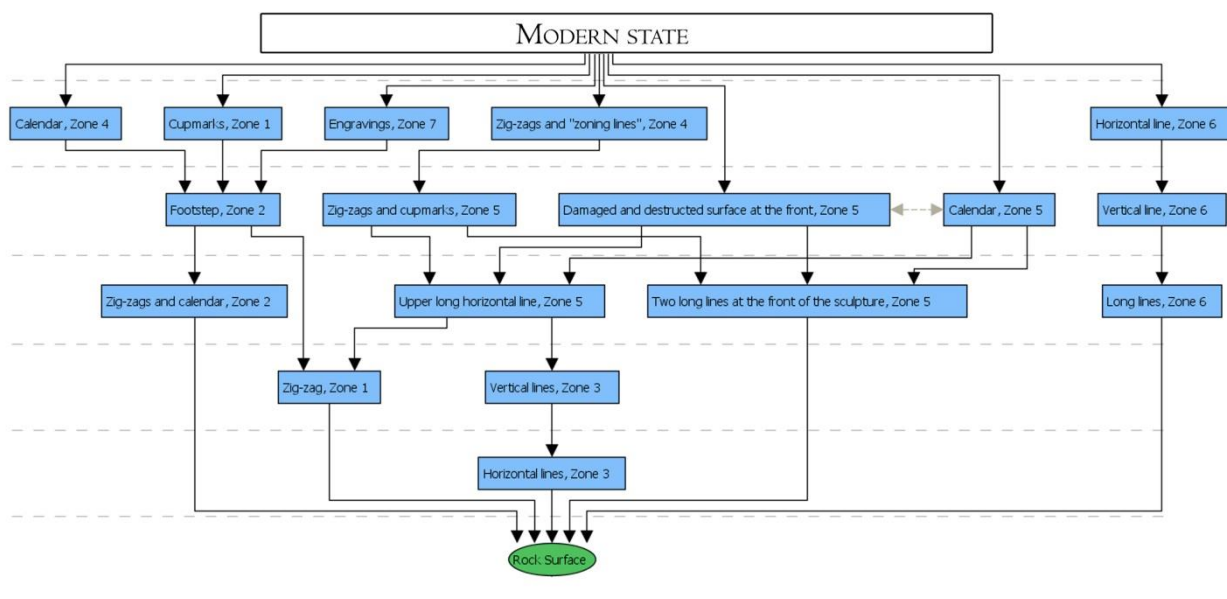 MODERN STATE
Calendar, Zone 4
Cupmarks, Zone 1
Engravings, Zone 7
Zig-zags and "zoning lines", Zone 4
Horizontal line, Zone 6
Footstep, Zone 2
Zig-zags and cupmarks, Zone 5
Damaged and destructed surface at the front, Zone 5
Calendar, Zone 5
Vertical line, Zone 6
Zig-zags and calendar, Zone 2
Upper long horizontal line, Zone 5
Two long lines at the front of the sculpture, Zone 5
Long lines, Zone 6
Zig-zag, Zone 1
Vertical lines, Zone 3
Horizontal lines, Zone 3
Rock Surface